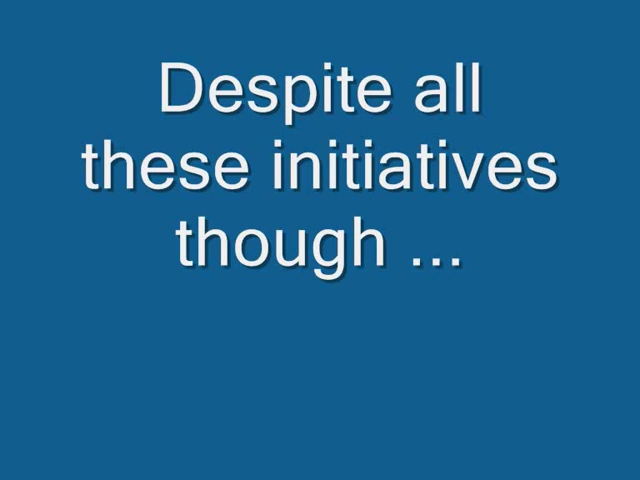 Despite all
these initiatives
though ...